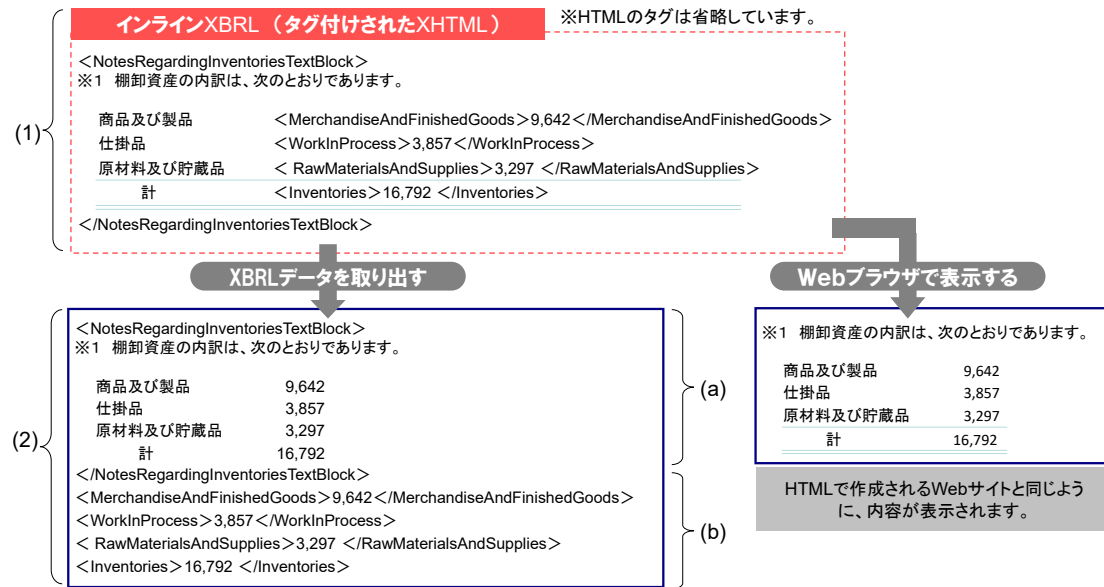 インラインXBRL （タグ付けされたXHTML）
※HTMLのタグは省略しています。
(1)
＜NotesRegardingInventoriesTextBlock＞
※1 棚卸資産の内訳は、次のとおりであります。
商品及び製品 ＜MerchandiseAndFinishedGoods＞9,642＜/MerchandiseAndFinishedGoods＞
仕掛品 ＜WorkInProcess＞3,857＜/WorkInProcess＞
原材料及び貯蔵品 ＜ RawMaterialsAndSupplies＞3,297 ＜/RawMaterialsAndSupplies＞
計 ＜Inventories＞16,792 ＜/Inventories＞
＜/NotesRegardingInventoriesTextBlock＞
XBRLデータを取り出す
(2)
＜NotesRegardingInventoriesTextBlock＞
※1 棚卸資産の内訳は、次のとおりであります。
商品及び製品 9,642
仕掛品 3,857
原材料及び貯蔵品 3,297
計 16,792
＜/NotesRegardingInventoriesTextBlock＞
(a)
＜MerchandiseAndFinishedGoods＞9,642＜/MerchandiseAndFinishedGoods＞
＜WorkInProcess＞3,857＜/WorkInProcess＞
＜ RawMaterialsAndSupplies＞3,297 ＜/RawMaterialsAndSupplies＞
＜Inventories＞16,792 ＜/Inventories＞
(b)
Webブラウザで表示する
※1 棚卸資産の内訳は、次のとおりであります。
商品及び製品 9,642
仕掛品 3,857
原材料及び貯蔵品 3,297
計 16,792
HTMLで作成されるWebサイトと同じよう
に、内容が表示されます。